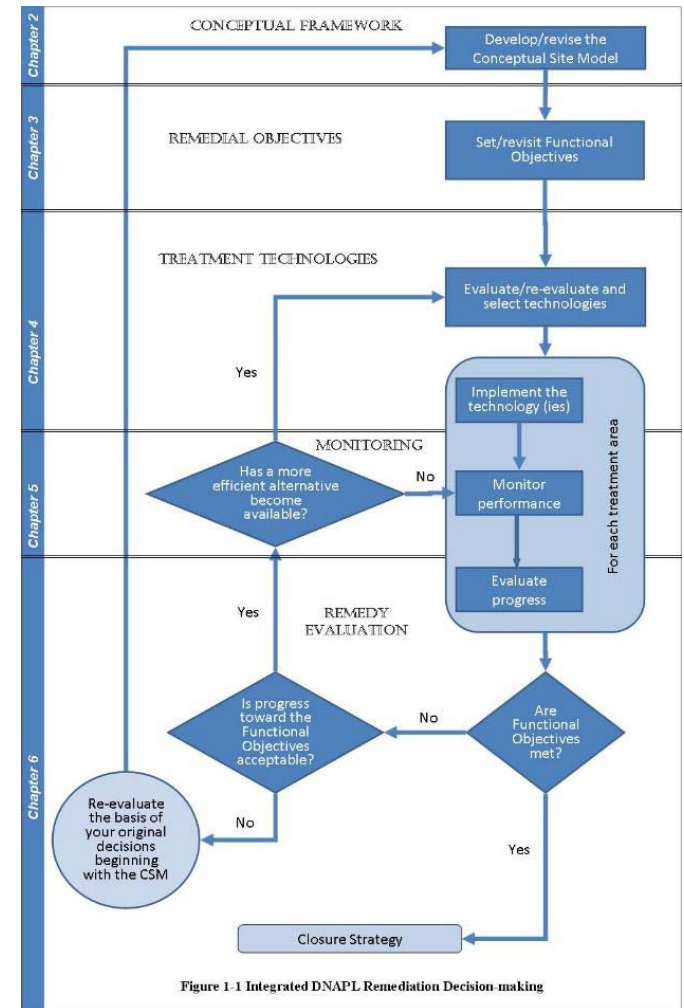 Chapter 2
CONCEPTUAL FRAMEWORK
Develop/revise the
Conceptual Site Model
Chapter 3
REMEDIAL OBJECTIVES
Set/revisit Functional
Objectives
Chapter 4
TREATMENT TECHNOLOGIES
Evaluate/re-evaluate and
select technologies
Yes
Implement the
technology (ies)
For each treatment area
Chapter 5
MONITORING
Has a more
efficient alternative
become
available?
No
Monitor
performance
Evaluate
progress
Chapter 6
Yes
REMEDY
EVALUATION
Is progress
toward the
Functional
Objectives
acceptable?
No
Are
Functional
Objectives
met?
Re-evaluate
the basis of
your original
decisions
beginning
with the CSM
No
Yes
Closure Strategy
Figure 1-1 Integrated DNAPL Remediation Decision-making